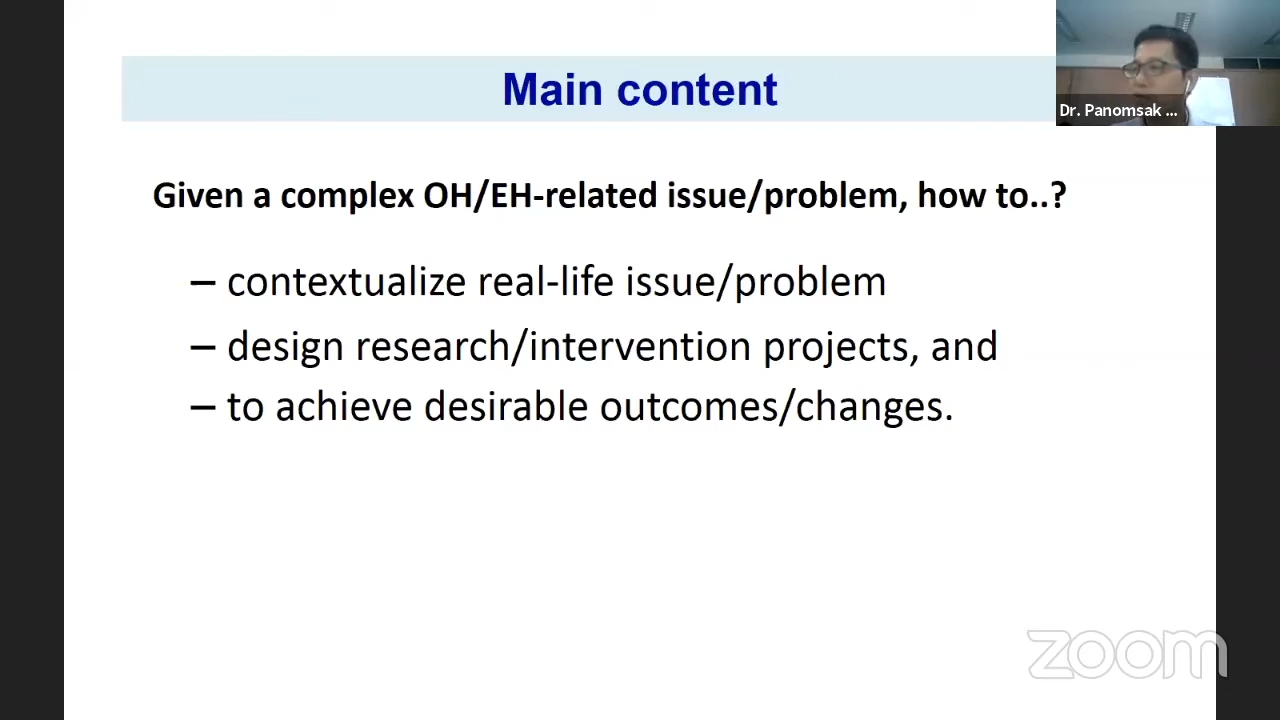 Main content
Dr. Panomsak ...
Given a complex OH/EH-related issue/problem, how to..?
– contextualize real-life issue/problem
– design research/intervention projects, and
– to achieve desirable outcomes/changes.
zoom